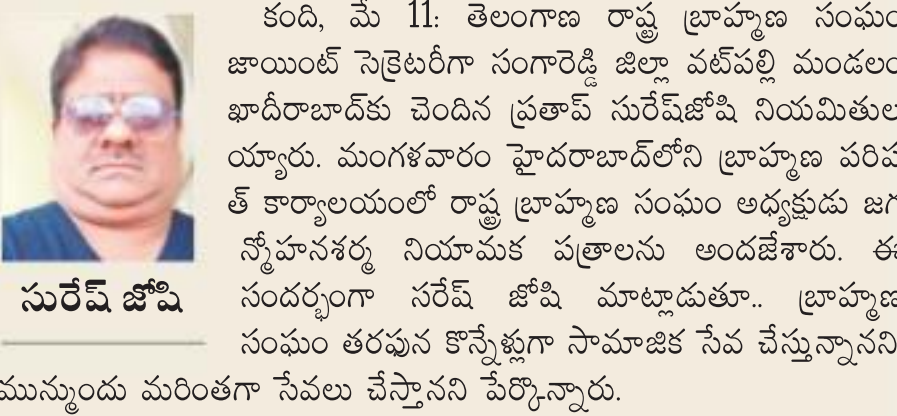 కంది, మే 11: తెలంగాణ రాష్ట్ర బ్రాహ్మణ సంఘం
జాయింట్ సెక్రెటరీగా సంగారెడ్డి జిల్లా వట్‌పల్లి మండలం
ఖాదీరాబాద్‌కు చెందిన ప్రతాప్ సురేష్‌జోషి నియమితుల
య్యారు. మంగళవారం హైదరాబాద్‌లోని బ్రాహ్మణ పరిష
త్ కార్యాలయంలో రాష్ట్ర బ్రాహ్మణ సంఘం అధ్యక్షుడు జగ
న్మోహనశర్మ నియామక పత్రాలను అందజేశారు. ఈ
సందర్భంగా సరేష్ జోషి మాట్లాడుతూ.. బ్రాహ్మణ
సంఘం తరఫున కొన్నేళ్లుగా సామాజిక సేవ చేస్తున్నానని
మున్ముందు మరింతగా సేవలు చేస్తానని పేర్కొన్నారు.
సురేష్ జోషి